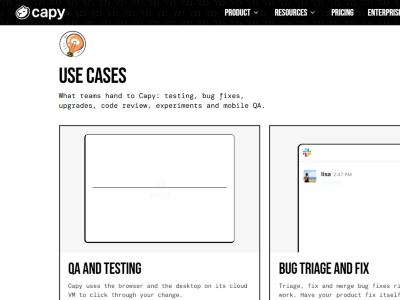 capy
PRODUCT
RESOURCES
PRICING
ENTERPRISE
USE CASES
What teams hand to Capy: testing, bug fixes,
upgrades, code review, experiments and mobile QA.
lisa 2:47 PM
QA AND TESTING
Capy uses the browser and the desktop on its cloud
VM to click through your change.
BUG TRIAGE AND FIX
Triage, fix and merge bug fixes
work. Have your product fix itself